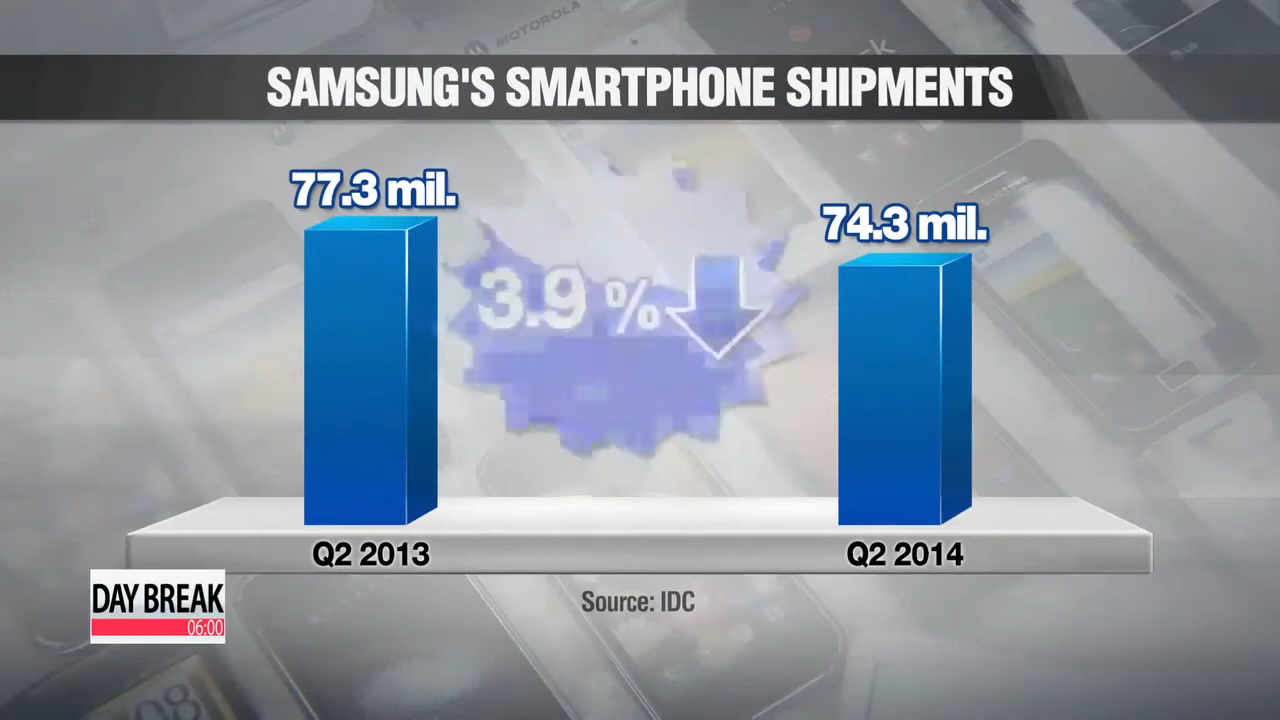 MOTOROLA
SAMSUNG'S SMARTPHONE SHIPMENTS
77.3 mil.
74.3 mil.
3.9 %
Q2 2013
Q2 2014
Source: IDC
DAY BREAK
06:00